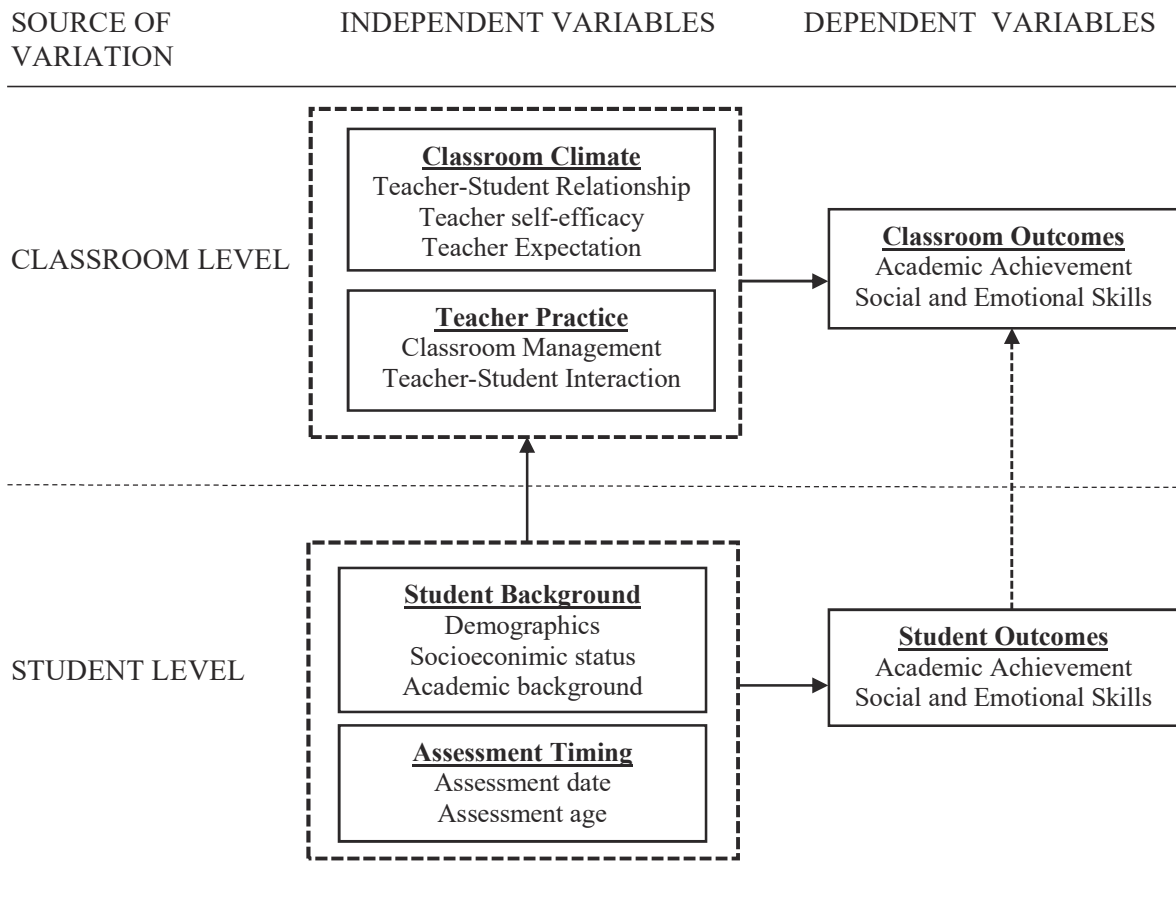 SOURCE OF
VARIATION
INDEPENDENT VARIABLES
DEPENDENT VARIABLES
CLASSROOM LEVEL
Classroom Climate
Teacher-Student Relationship
Teacher self-efficacy
Teacher Expectation
Teacher Practice
Classroom Management
Teacher-Student Interaction
Classroom Outcomes
Academic Achievement
Social and Emotional Skills
STUDENT LEVEL
Student Background
Demographics
Socioeconimic status
Academic background
Assessment Timing
Assessment date
Assessment age
Student Outcomes
Academic Achievement
Social and Emotional Skills